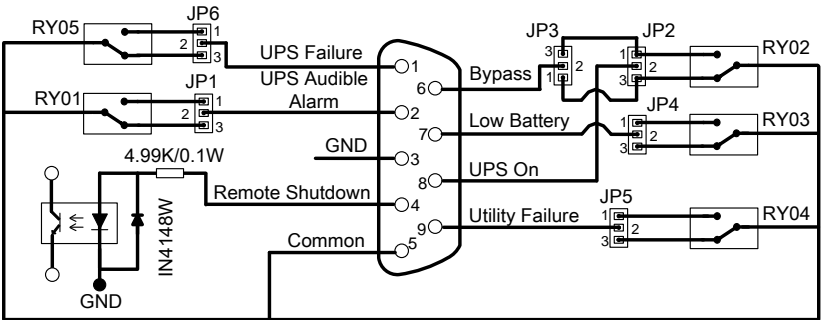 JP6
RY05
1
2
3
UPS Failure
UPS Audible
Alarm
JP1
RY01
1
2
3
GND
4.99K/0.1W
Remote Shutdown
IN4148W
Common
GND
1
2
3
4
5
6
7
8
9
Bypass
Low Battery
UPS On
Utility Failure
JP3
3
2
1
JP2
1
2
3
RY02
JP4
1
2
3
RY03
JP5
1
2
3
RY04